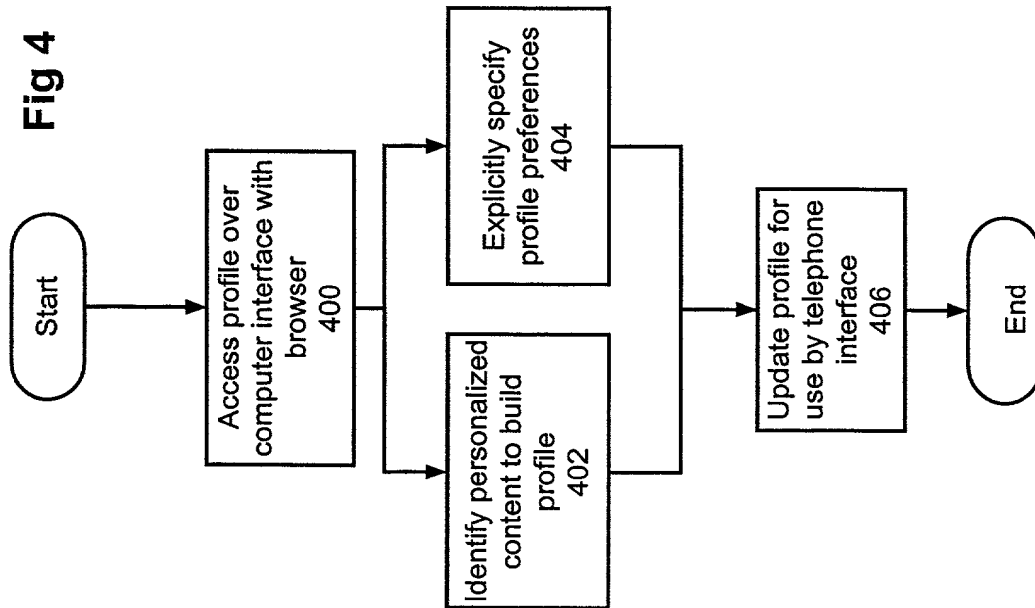 Fig 4
Start
Access profile over
computer interface with
browser
400
Identify personalized
content to build
profile
402
Explicitly specify
profile preferences
404
Update profile for
use by telephone
interface
406
End